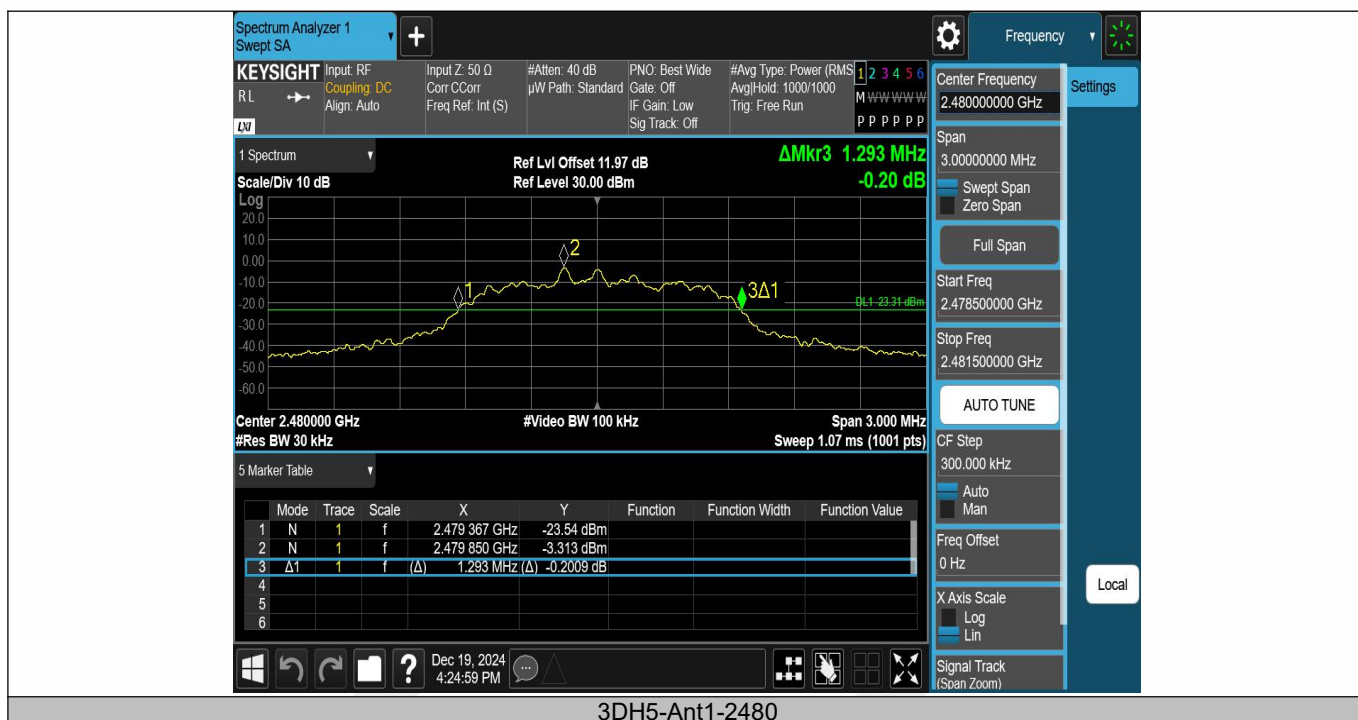 Spectrum Analyzer 1
Swept SA
+
Frequency
KEYSIGHT
RL
LXI
Input: RF
Coupling: DC
Align: Auto
Input Z: 50 Ω
Corr CCorr
Freq Ref: Int (S)
#Atten: 40 dB
µW Path: Standard
PNO: Best Wide
Gate: Off
IF Gain: Low
Sig Track: Off
#Avg Type: Power (RMS
Avg|Hold: 1000/1000
Trig: Free Run
1 2 3 4 5 6
M W W W W W
P P P P P P
1 Spectrum
Scale/Div 10 dB
Ref Lvl Offset 11.97 dB
Ref Level 30.00 dBm
ΔMkr3 1.293 MHz
-0.20 dB
Log
20.0
10.0
0.00
-10.0
-20.0
-30.0
-40.0
-50.0
-60.0
1
2
3Δ1
DL1 -23.31 dBm
Center 2.480000 GHz
#Video BW 100 kHz
Span 3.000 MHz
#Res BW 30 kHz
Sweep 1.07 ms (1001 pts)
5 Marker Table
Mode Trace Scale X Y Function Function Width Function Value
1 N 1 f 2.479 367 GHz -23.54 dBm
2 N 1 f 2.479 850 GHz -3.313 dBm
3 Δ1 1 f (Δ) 1.293 MHz (Δ) -0.2009 dB
4
5
6
?
Dec 19, 2024
4:24:59 PM
Center Frequency
2.480000000 GHz
Settings
Span
3.00000000 MHz
Swept Span
Zero Span
Full Span
Start Freq
2.478500000 GHz
Stop Freq
2.481500000 GHz
AUTO TUNE
CF Step
300.000 kHz
Auto
Man
Freq Offset
0 Hz
Local
X Axis Scale
Log
Lin
Signal Track
(Span Zoom)
3DH5-Ant1-2480